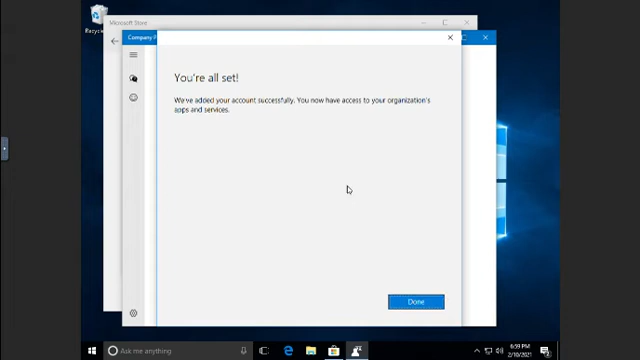 Microsoft Store
Company P
You're all set!
We've added your account successfully. You now have access to your organization's
apps and services.
Done
Ask me anything
6:59 PM
2/10/2021